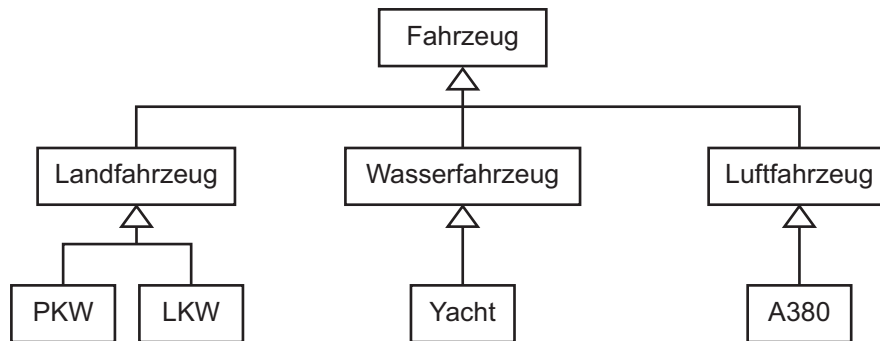 Fahrzeug
Landfahrzeug
Wasserfahrzeug
Luftfahrzeug
PKW
LKW
Yacht
A380